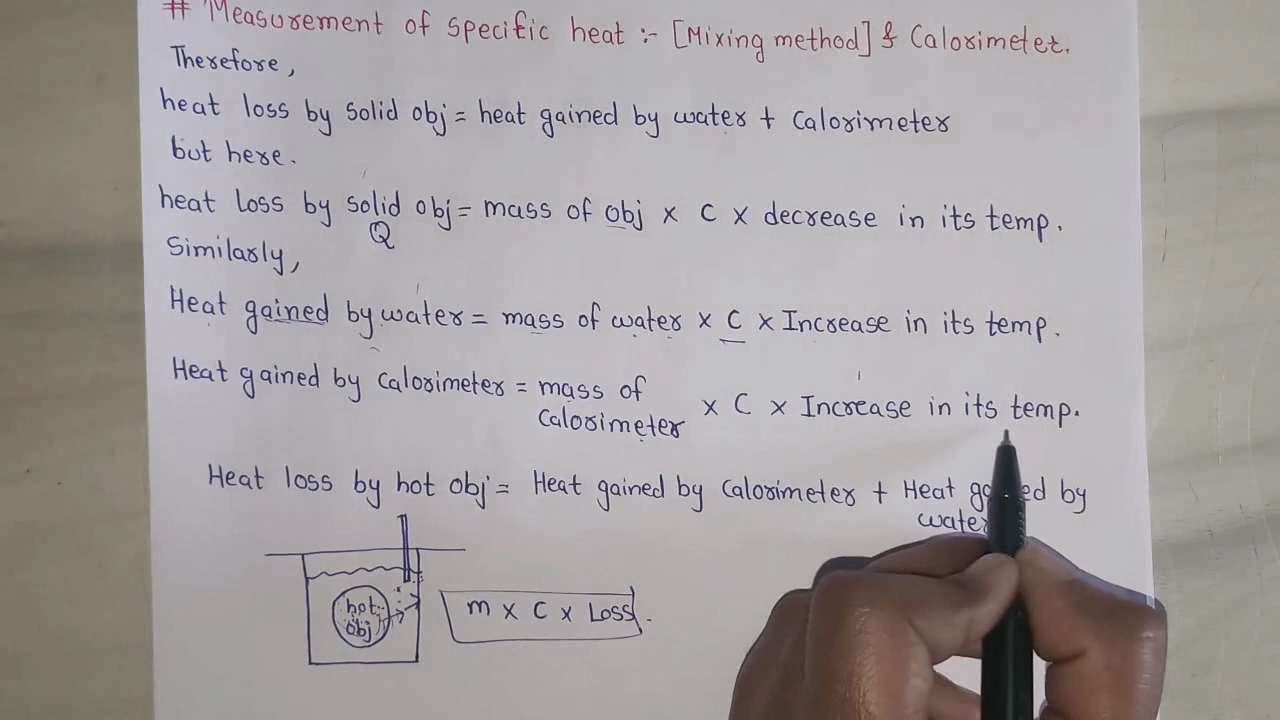 # Measurement of specific heat :- [Mixing method] & Calorimeter.
Therefore,
heat loss by solid obj = heat gained by water + Calorimeter
but here.
heat loss by solid obj = mass of obj x C x decrease in its temp.
Q
Similarly,
Heat gained by water = mass of water x C x Increase in its temp.
Heat gained by Calorimeter = mass of Calorimeter x C x Increase in its temp.
Heat loss by hot obj = Heat gained by Calorimeter + Heat gained by
water
hot
obj
m x C x Loss.